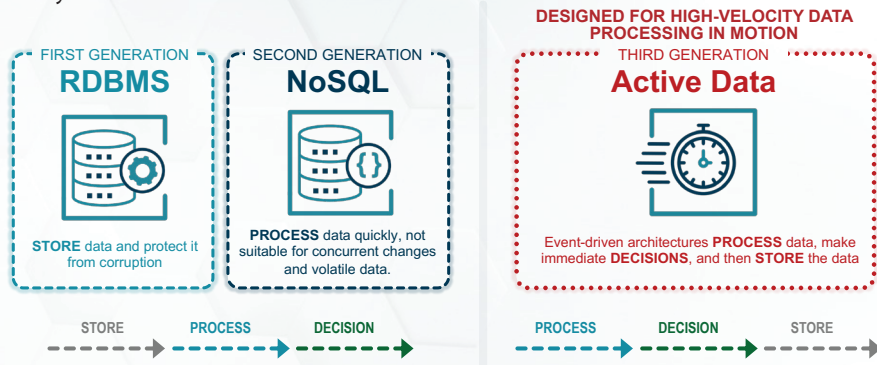 DESIGNED FOR HIGH-VELOCITY DATA
PROCESSING IN MOTION
FIRST GENERATION
RDBMS
STORE data and protect it
from corruption
SECOND GENERATION
NoSQL
{}
PROCESS data quickly, not
suitable for concurrent changes
and volatile data.
THIRD GENERATION
Active Data
Event-driven architectures PROCESS data, make
immediate DECISIONS, and then STORE the data
STORE
PROCESS
DECISION
PROCESS
DECISION
STORE